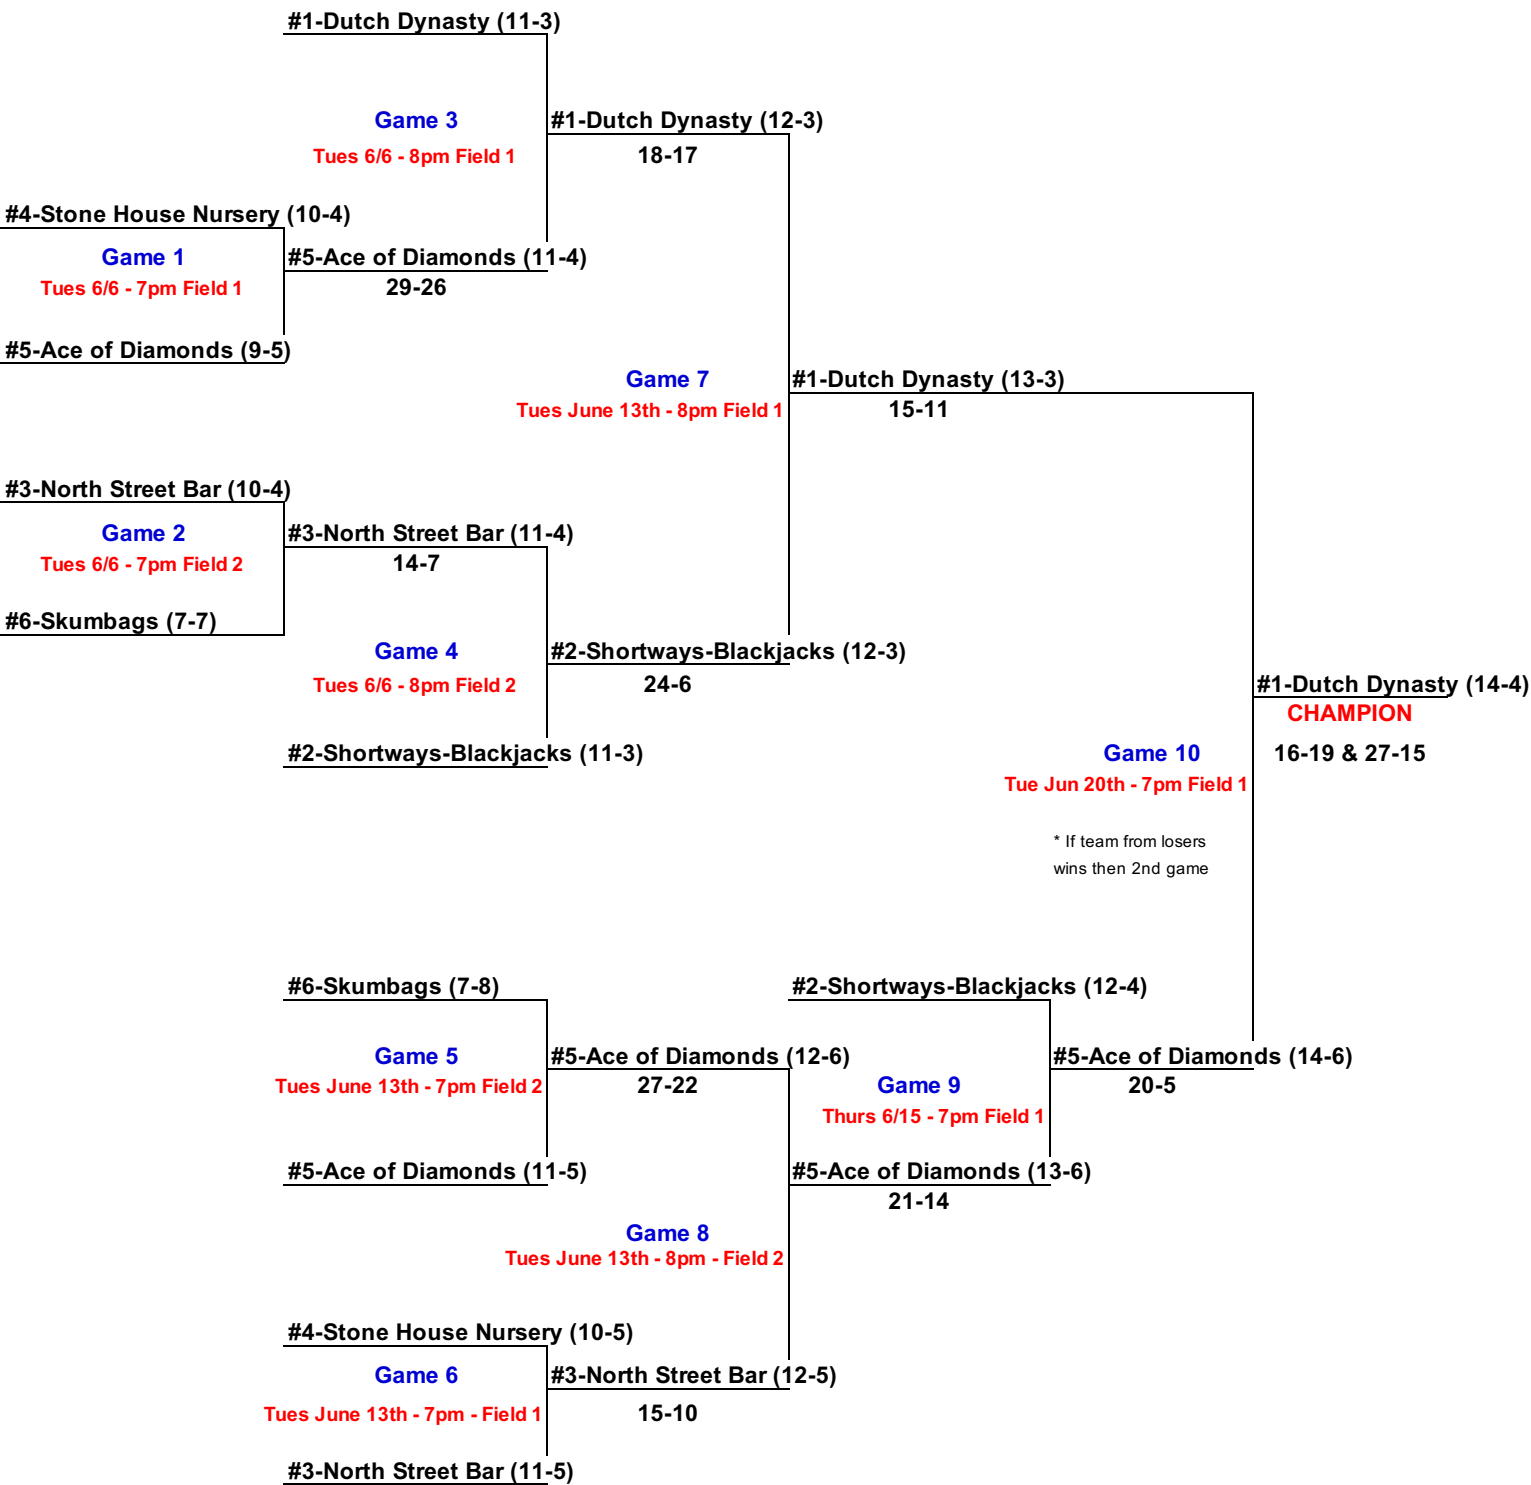 #1-Dutch Dynasty (11-3)
Game 3
#1-Dutch Dynasty (12-3)
Tues 6/6 - 8pm Field 1
18-17
#4-Stone House Nursery (10-4)
Game 1
#5-Ace of Diamonds (11-4)
Tues 6/6 - 7pm Field 1
29-26
#5-Ace of Diamonds (9-5)
Game 7
#1-Dutch Dynasty (13-3)
Tues June 13th - 8pm Field 1
15-11
#3-North Street Bar (10-4)
Game 2
#3-North Street Bar (11-4)
Tues 6/6 - 7pm Field 2
14-7
#6-Skumbags (7-7)
Game 4
#2-Shortways-Blackjacks (12-3)
Tues 6/6 - 8pm Field 2
24-6
#1-Dutch Dynasty (14-4)
CHAMPION
#2-Shortways-Blackjacks (11-3)
Game 10
16-19 & 27-15
Tue Jun 20th - 7pm Field 1
* If team from losers
wins then 2nd game
#6-Skumbags (7-8)
#2-Shortways-Blackjacks (12-4)
Game 5
#5-Ace of Diamonds (12-6)
#5-Ace of Diamonds (14-6)
Tues June 13th - 7pm Field 2
27-22
Game 9
20-5
Thurs 6/15 - 7pm Field 1
#5-Ace of Diamonds (11-5)
#5-Ace of Diamonds (13-6)
21-14
Game 8
Tues June 13th - 8pm - Field 2
#4-Stone House Nursery (10-5)
Game 6
#3-North Street Bar (12-5)
Tues June 13th - 7pm - Field 1
15-10
#3-North Street Bar (11-5)